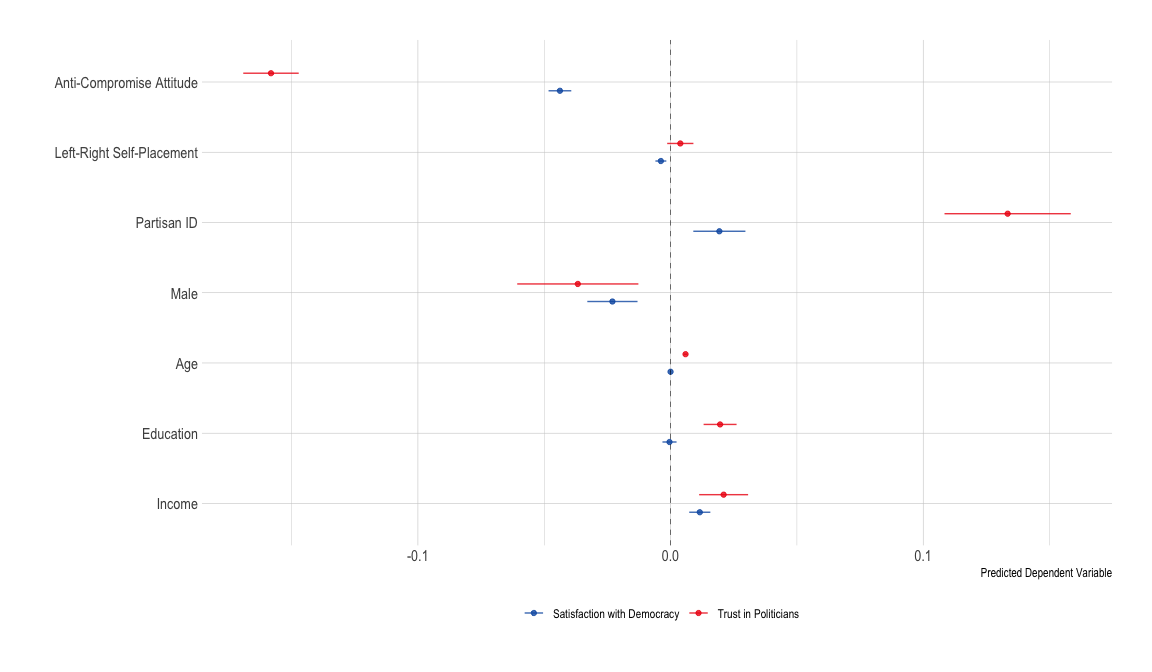 Anti-Compromise Attitude
Left-Right Self-Placement
Partisan ID
Male
Age
Education
Income
-0.1 0.0 0.1
Predicted Dependent Variable
Satisfaction with Democracy Trust in Politicians